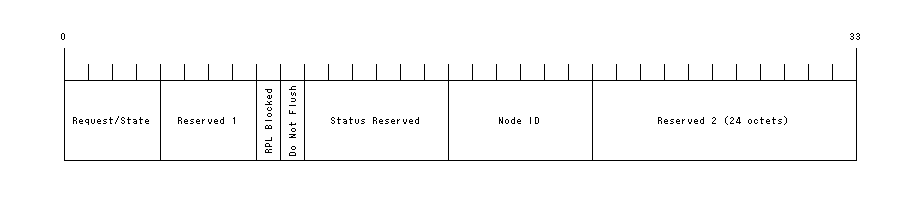 0 33
Request/State Reserved 1 RPL Blocked Do Not Flush Status Reserved Node ID Reserved 2 (24 octets)